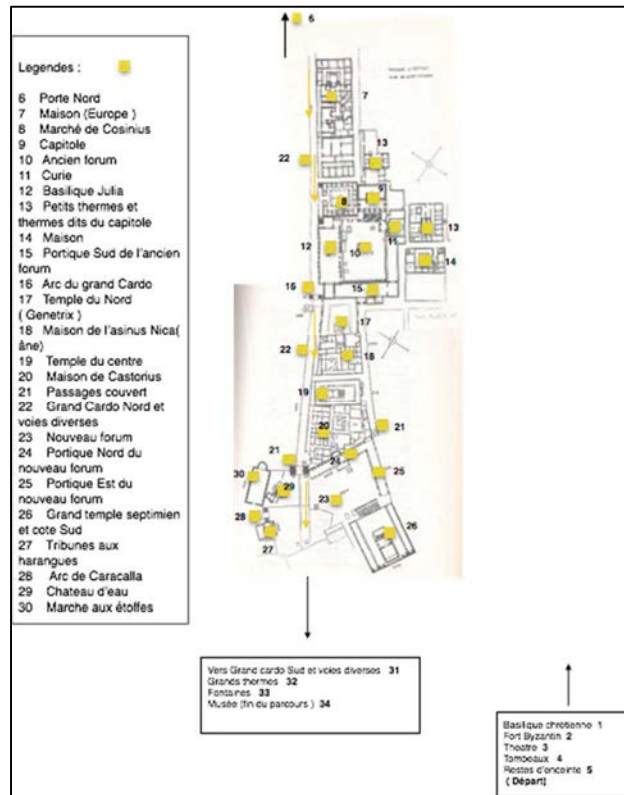 Legendes :
6 Porte Nord
7 Maison (Europe )
8 Marché de Cosinius
9 Capitole
10 Ancien forum
11 Curie
12 Basilique Julia
13 Petits thermes et
thermes dits du capitole
14 Maison
15 Portique Sud de l'ancien
forum
16 Arc du grand Cardo
17 Temple du Nord
( Genetrix )
18 Maison de l'asinus Nica(
âne)
19 Temple du centre
20 Maison de Castorius
21 Passages couvert
22 Grand Cardo Nord et
voies diverses
23 Nouveau forum
24 Portique Nord du
nouveau forum
25 Portique Est du
nouveau forum
26 Grand temple septimien
et cote Sud
27 Tribunes aux
harangues
28 Arc de Caracalla
29 Chateau d'eau
30 Marche aux étoffes
6
7
13
22
9
8
11
13
12
10
14
16
15
17
22
18
19
20
21
24
21
25
30
29
23
28
26
27
Vers Grand cardo Sud et voies diverses 31
Grands thermes 32
Fontaines 33
Musée (fin du parcours ) 34
Basilique chrétienne 1
Fort Byzantin 2
Theatre 3
Tombeaux 4
Restes d'enceinte 5
( Départ)